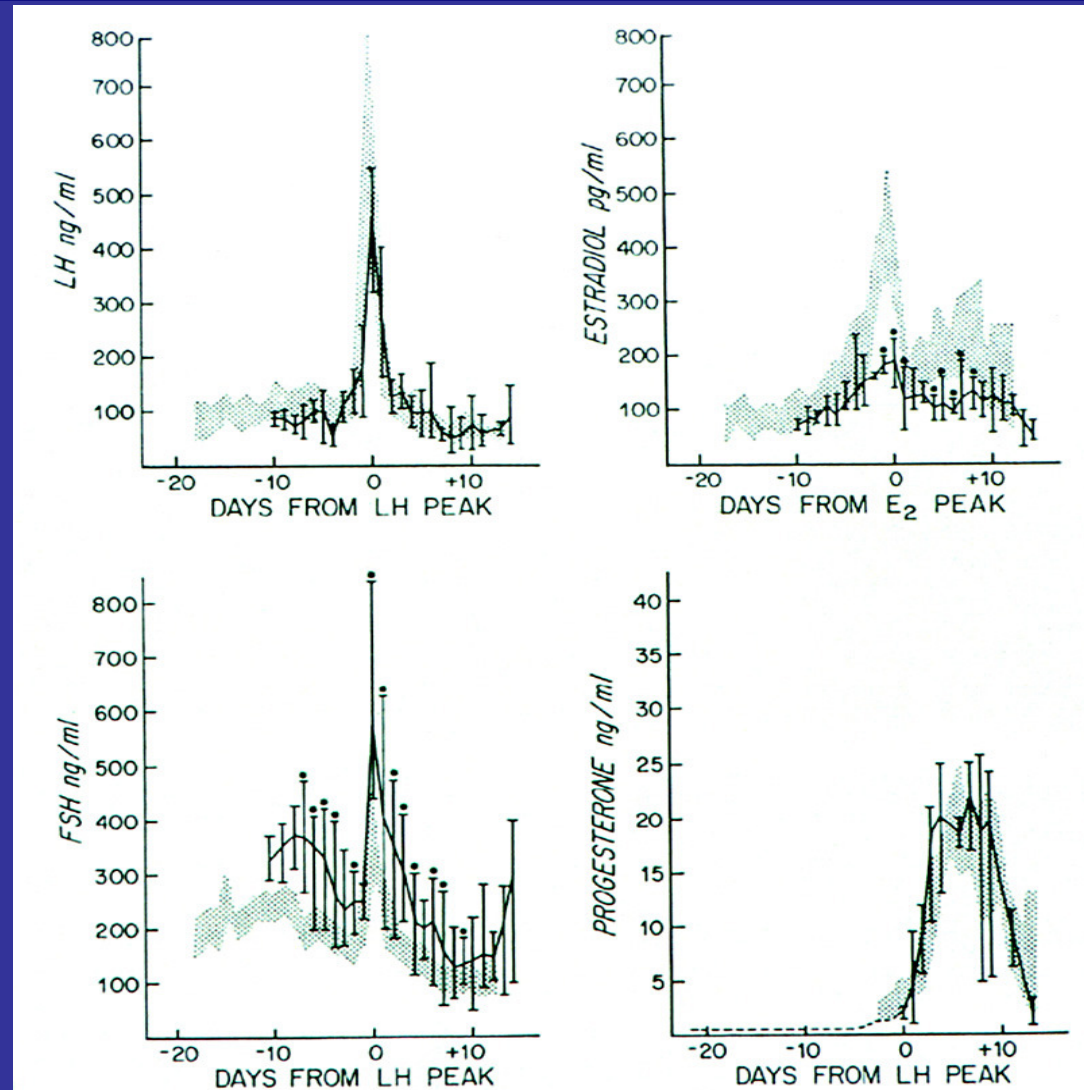 800
700
600
500
400
300
200
100
LH ng/ml
-20 -10 0 +10
DAYS FROM LH PEAK
800
700
600
500
400
300
200
100
ESTRADIOL pg/ml
-20 -10 0 +10
DAYS FROM E₂ PEAK
800
700
600
500
400
300
200
100
FSH ng/ml
-20 -10 0 +10
DAYS FROM LH PEAK
40
35
30
25
20
15
10
5
PROGESTERONE ng/ml
-20 -10 0 +10
DAYS FROM LH PEAK